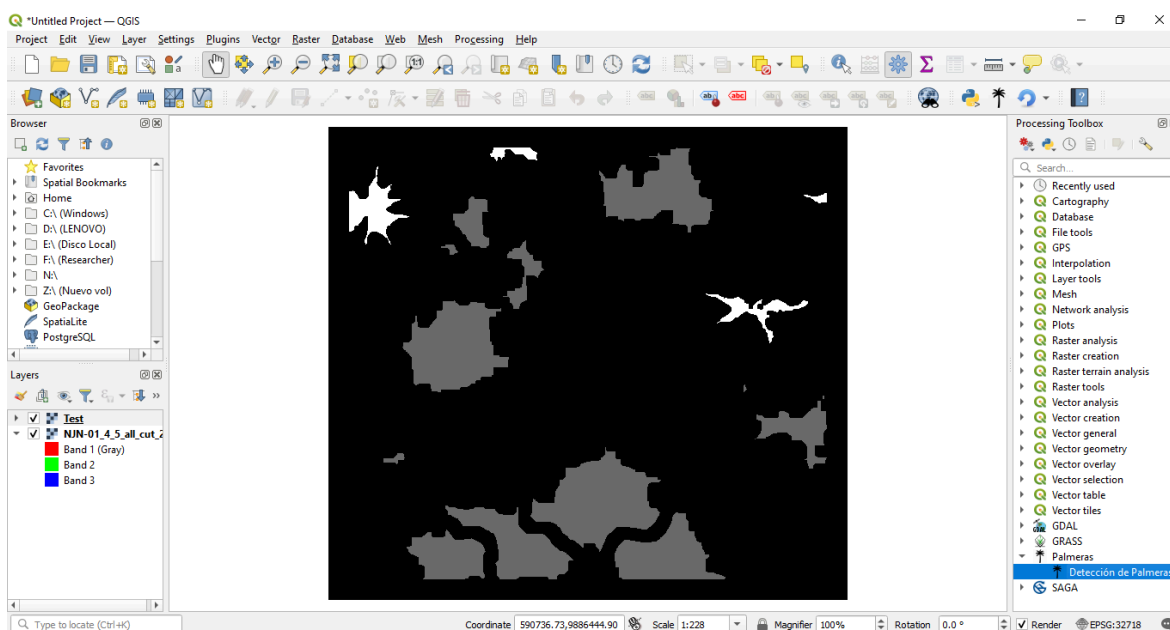 *Untitled Project — QGIS
Project Edit View Layer Settings Plugins Vector Raster Database Web Mesh Processing Help
Browser
Favorites
Spatial Bookmarks
Home
C:\ (Windows)
D:\ (LENOVO)
E:\ (Disco Local)
F:\ (Researcher)
N:\
Z:\ (Nuevo vol)
GeoPackage
SpatiaLite
PostgreSQL
Layers
Test
NJN-01_4_5_all_cut_2
Band 1 (Gray)
Band 2
Band 3
Processing Toolbox
Search...
Recently used
Cartography
Database
File tools
GPS
Interpolation
Layer tools
Mesh
Network analysis
Plots
Raster analysis
Raster creation
Raster terrain analysis
Raster tools
Vector analysis
Vector creation
Vector general
Vector geometry
Vector overlay
Vector selection
Vector table
Vector tiles
GDAL
GRASS
Palmeras
Detección de Palmeras
SAGA
Type to locate (Ctrl+K) Coordinate 590736.73,9886444.90 Scale 1:228 Magnifier 100% Rotation 0.0 ° Render EPSG:32718